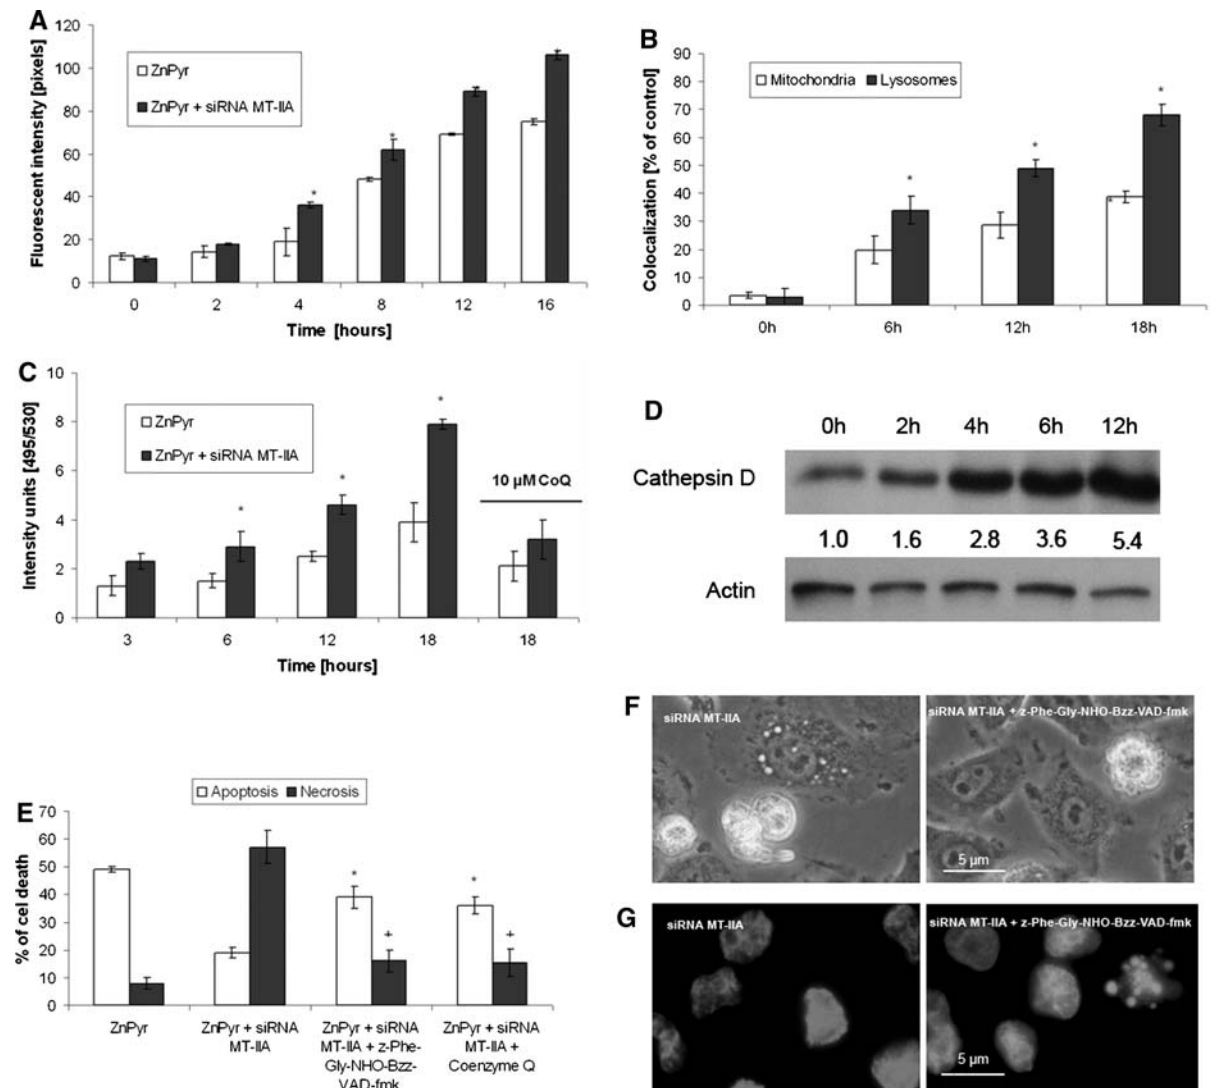 A
120
100
80
60
40
20
0
Fluorescent intensity [pixels]
ZnPyr
ZnPyr + siRNA MT-IIA
* *
0 2 4 8 12 16
Time [hours]
B
90
80
70
60
50
40
30
20
10
0
Colocalization [% of control]
Mitochondria Lysosomes
* * * *
0h 6h 12h 18h
C
10
8
6
4
2
0
Intensity units [495/530]
ZnPyr
ZnPyr + siRNA MT-IIA
* * *
10 µM CoQ
3 6 12 18 18
Time [hours]
D
0h 2h 4h 6h 12h
Cathepsin D
1.0 1.6 2.8 3.6 5.4
Actin
E
Apoptosis Necrosis
70
60
50
40
30
20
10
0
% of cel death
* + * +
ZnPyr
ZnPyr + siRNA
MT-IIA
ZnPyr + siRNA
MT-IIA + z-Phe-
Gly-NHO-Bzz-
VAD-fmk
ZnPyr + siRNA
MT-IIA +
Coenzyme Q
F
siRNA MT-IIA
siRNA MT-IIA + z-Phe-Gly-NHO-Bzz-VAD-fmk
5 µm
G
siRNA MT-IIA
siRNA MT-IIA + z-Phe-Gly-NHO-Bzz-VAD-fmk
5 µm